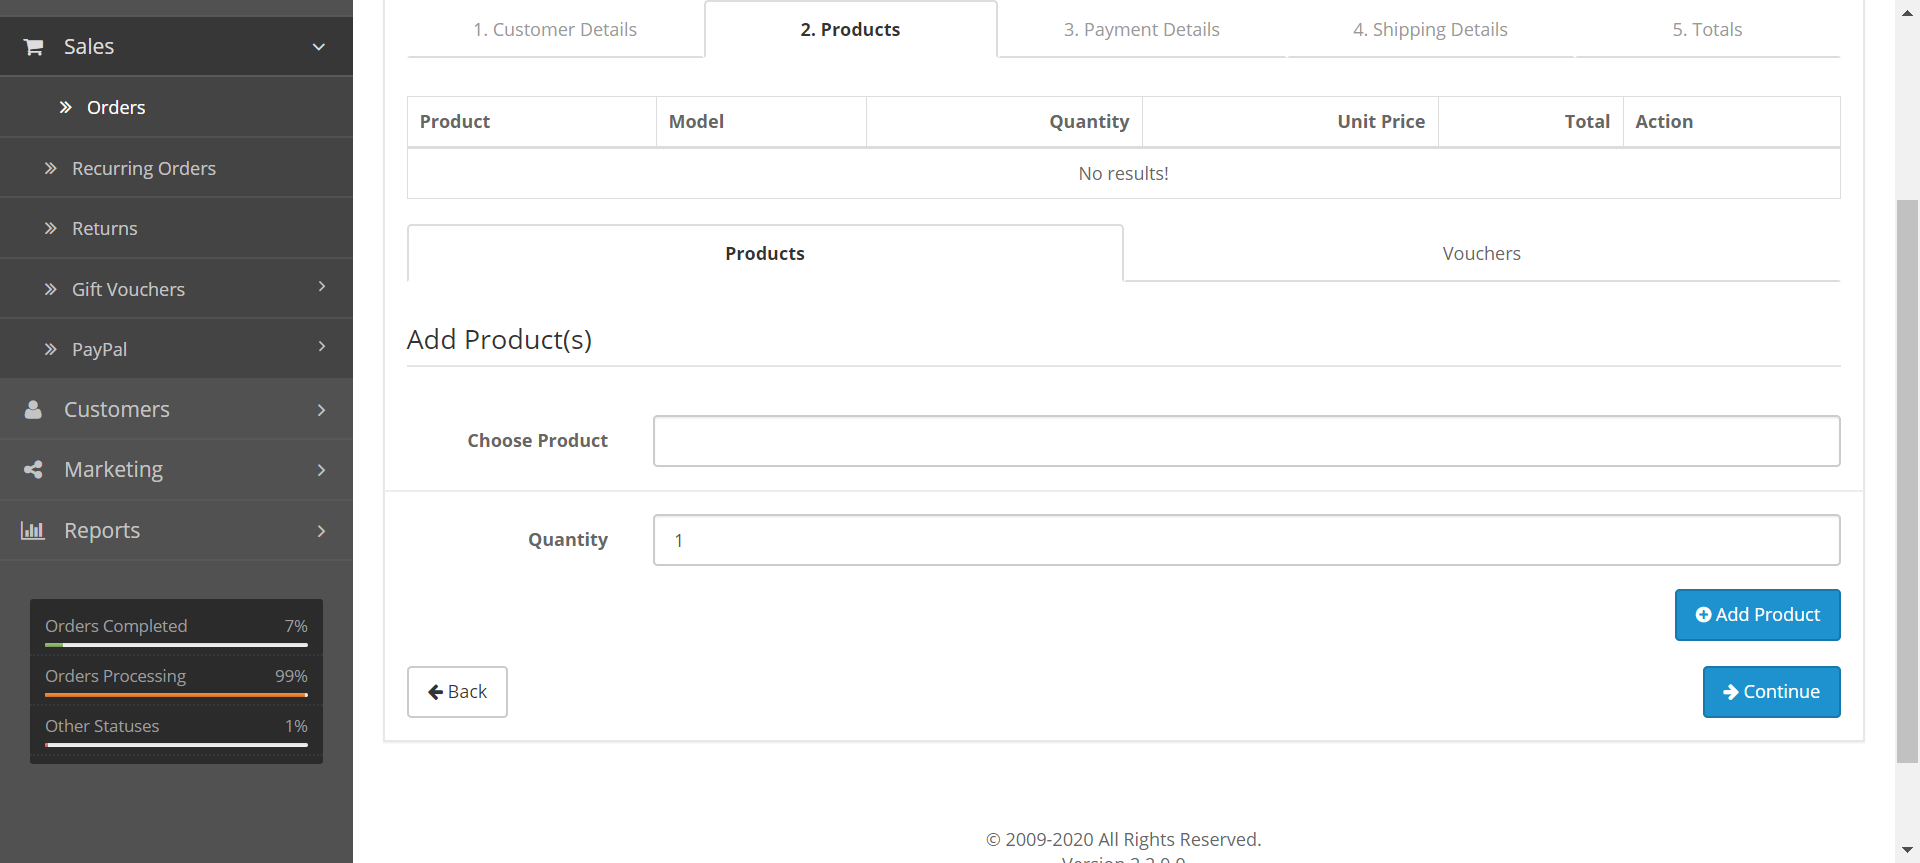 Sales
Orders
Recurring Orders
Returns
Gift Vouchers
PayPal
Customers
Marketing
Reports
Orders Completed 7%
Orders Processing 99%
Other Statuses 1%
1. Customer Details 2. Products 3. Payment Details 4. Shipping Details 5. Totals
Product Model Quantity Unit Price Total Action
No results!
Products Vouchers
Add Product(s)
Choose Product
Quantity 1
Add Product
Back Continue
© 2009-2020 All Rights Reserved.